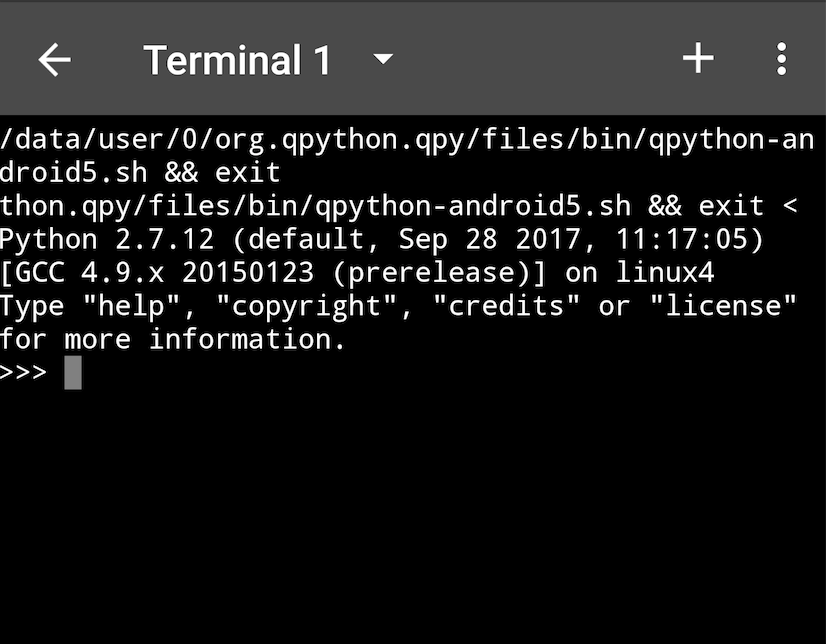 Terminal 1
/data/user/0/org.qpython.qpy/files/bin/qpython-an
droid5.sh && exit
thon.qpy/files/bin/qpython-android5.sh && exit <
Python 2.7.12 (default, Sep 28 2017, 11:17:05)
[GCC 4.9.x 20150123 (prerelease)] on linux4
Type "help", "copyright", "credits" or "license"
for more information.
>>>